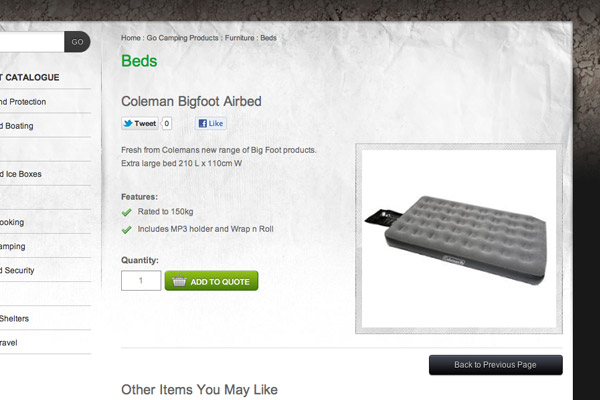 GO
Home : Go Camping Products : Furniture : Beds
Beds
T CATALOGUE
nd Protection
d Boating
d Ice Boxes
ooking
amping
d Security
Shelters
ravel
Coleman Bigfoot Airbed
Tweet 0 Like
Fresh from Colemans new range of Big Foot products.
Extra large bed 210 L x 110cm W
Features:
Rated to 150kg
Includes MP3 holder and Wrap n Roll
Quantity:
1 ADD TO QUOTE
Coleman
Back to Previous Page
Other Items You May Like